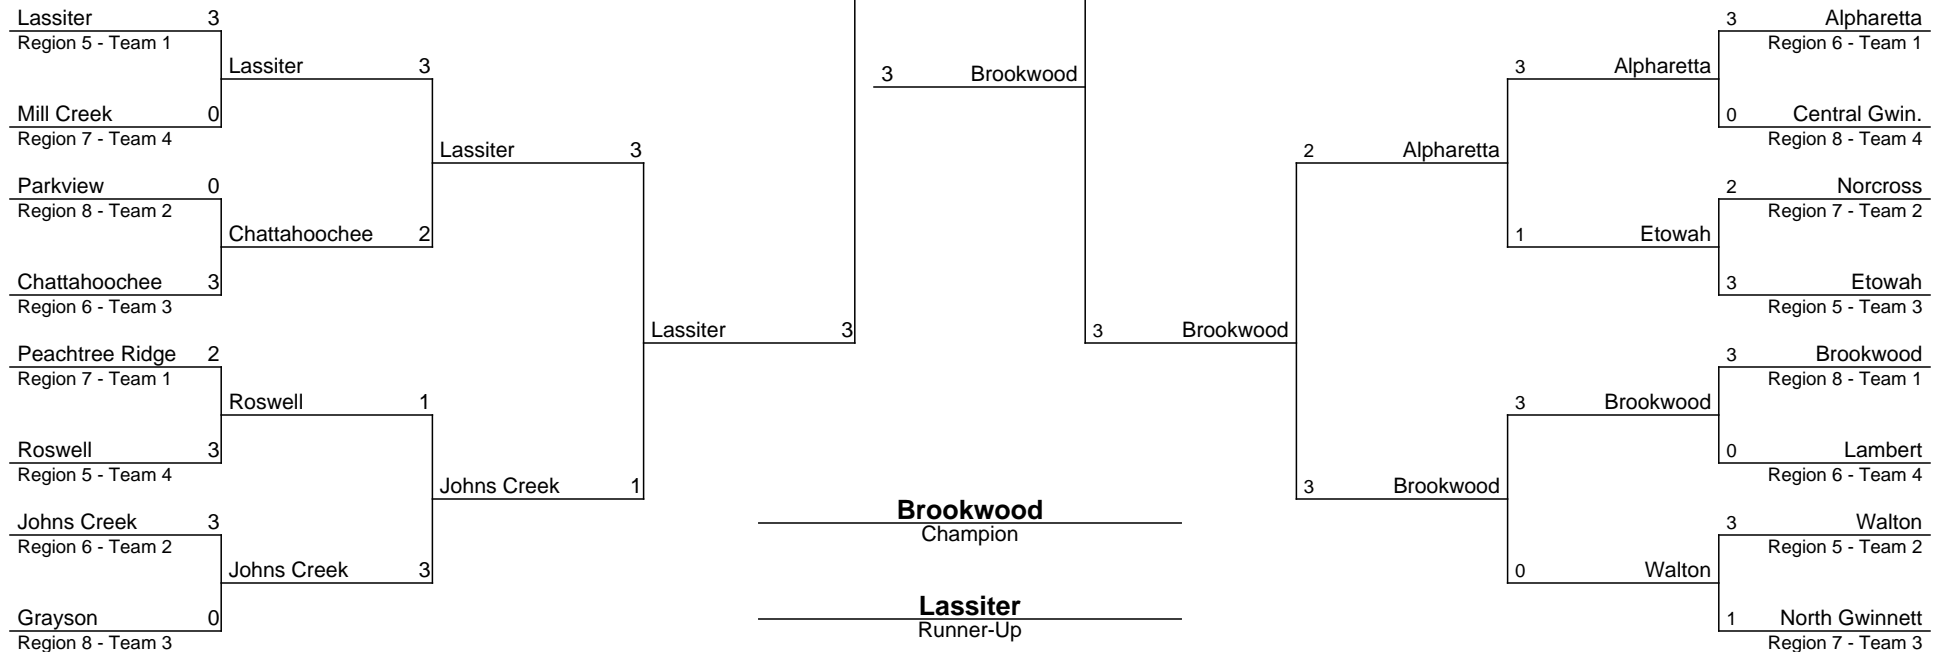 Lassiter 3
Region 5 - Team 1
Lassiter 3
Mill Creek 0
Region 7 - Team 4
Lassiter 3
Parkview 0
Region 8 - Team 2
Chattahoochee 2
Chattahoochee 3
Region 6 - Team 3
Lassiter 3
Peachtree Ridge 2
Region 7 - Team 1
Roswell 1
Roswell 3
Region 5 - Team 4
Johns Creek 1
Johns Creek 3
Region 6 - Team 2
Johns Creek 3
Grayson 0
Region 8 - Team 3
3 Brookwood
Brookwood
Champion
Lassiter
Runner-Up
3 Alpharetta
Region 6 - Team 1
3 Alpharetta
0 Central Gwin.
Region 8 - Team 4
2 Alpharetta
2 Norcross
Region 7 - Team 2
1 Etowah
3 Etowah
Region 5 - Team 3
3 Brookwood
3 Brookwood
Region 8 - Team 1
3 Brookwood
0 Lambert
Region 6 - Team 4
3 Brookwood
3 Walton
Region 5 - Team 2
0 Walton
1 North Gwinnett
Region 7 - Team 3